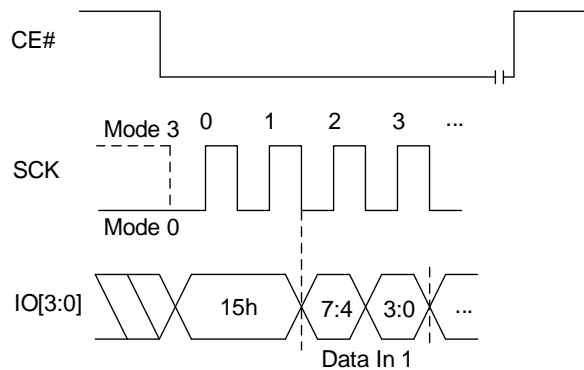 CE#
Mode 3 0 1 2 3 ...
SCK
Mode 0
IO[3:0] 15h 7:4 3:0 ...
Data In 1